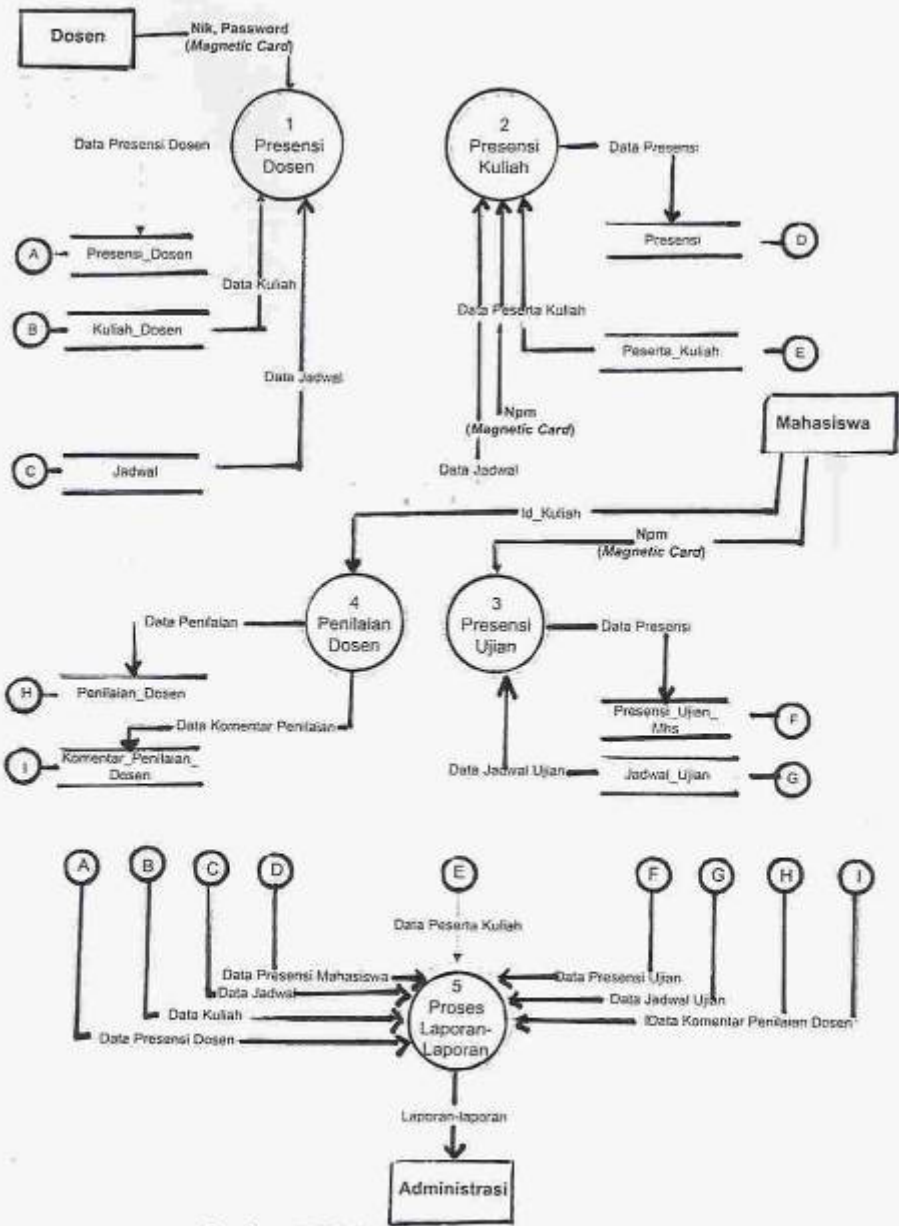 Dosen
Nik, Password
(Magnetic Card)
1
Presensi
Dosen
2
Presensi
Kuliah
Data Presensi Dosen
Data Presensi
A
Presensi_Dosen
Presensi
D
Data Kuliah
Data Peserta Kuliah
B
Kuliah_Dosen
Peserta_Kuliah
E
Data Jadwal
Npm
(Magnetic Card)
Mahasiswa
C
Jadwal
Data Jadwal
Id_Kuliah
Npm
(Magnetic Card)
4
Penilaian
Dosen
3
Presensi
Ujian
Data Penilaian
Data Presensi
H
Penilaian_Dosen
Presensi_Ujian_
Mhs
F
Data Komentar Penilaian
I
Komentar_Penilaian_
Dosen
Data Jadwal Ujian
Jadwal_Ujian
G
A
B
C
D
E
F
G
H
I
Data Peserta Kuliah
Data Presensi Mahasiswa
Data Presensi Ujian
Data Jadwal
Data Jadwal Ujian
Data Kuliah
Data Komentar Penilaian Dosen
Data Presensi Dosen
5
Proses
Laporan-
Laporan
Laporan-laporan
Administrasi